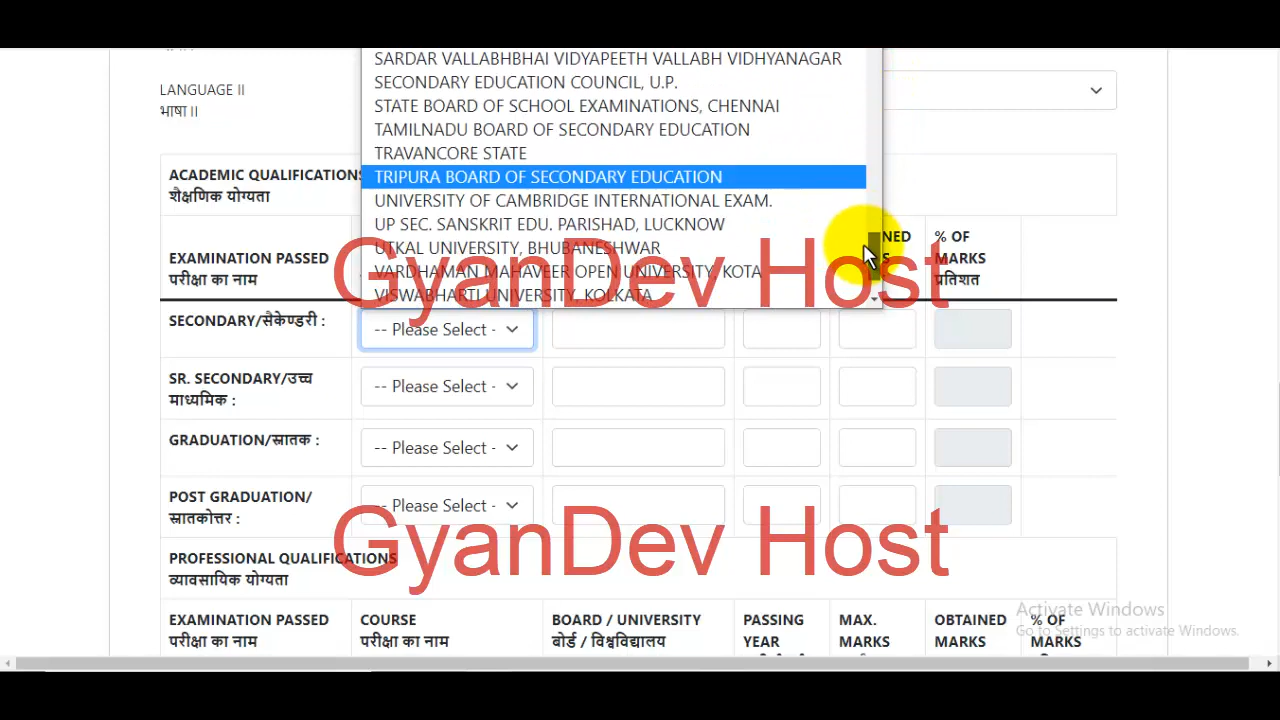 SARDAR VALLABHBHAI VIDYAPEETH VALLABH VIDHYANAGAR
SECONDARY EDUCATION COUNCIL, U.P.
LANGUAGE II
भाषा II
STATE BOARD OF SCHOOL EXAMINATIONS, CHENNAI
TAMILNADU BOARD OF SECONDARY EDUCATION
TRAVANCORE STATE
ACADEMIC QUALIFICATIONS
शैक्षणिक योग्यता
TRIPURA BOARD OF SECONDARY EDUCATION
UNIVERSITY OF CAMBRIDGE INTERNATIONAL EXAM.
UP SEC. SANSKRIT EDU. PARISHAD, LUCKNOW
UTKAL UNIVERSITY, BHUBANESHWAR
VARDHAMAN MAHAVEER OPEN UNIVERSITY, KOTA
VISWABHARTI UNIVERSITY, KOLKATA
EXAMINATION PASSED
परीक्षा का नाम
% OF
MARKS
प्रतिशत
GyanDev Host
SECONDARY/सैकेण्डरी : -- Please Select -
SR. SECONDARY/उच्च
माध्यमिक : -- Please Select -
GRADUATION/स्नातक : -- Please Select -
POST GRADUATION/
स्नातकोत्तर : -- Please Select -
GyanDev Host
PROFESSIONAL QUALIFICATIONS
व्यावसायिक योग्यता
EXAMINATION PASSED
परीक्षा का नाम
COURSE
परीक्षा का नाम
BOARD / UNIVERSITY
बोर्ड / विश्वविद्यालय
PASSING
YEAR
MAX.
MARKS
OBTAINED
MARKS
% OF
MARKS
Activate Windows
Go to Settings to activate Windows.